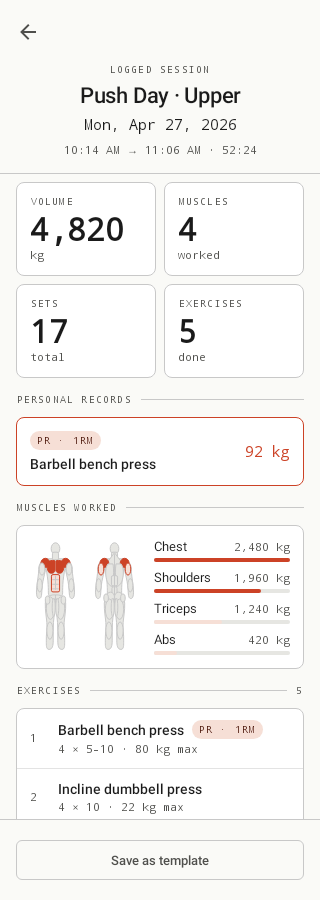 LOGGED SESSION
Push Day · Upper
Mon, Apr 27, 2026
10:14 AM → 11:06 AM · 52:24
VOLUME
4,820
kg
MUSCLES
4
worked
SETS
17
total
EXERCISES
5
done
PERSONAL RECORDS
PR · 1RM
Barbell bench press
92 kg
MUSCLES WORKED
Chest 2,480 kg
Shoulders 1,960 kg
Triceps 1,240 kg
Abs 420 kg
EXERCISES 5
1 Barbell bench press PR · 1RM
4 × 5–10 · 80 kg max
2 Incline dumbbell press
4 × 10 · 22 kg max
Save as template